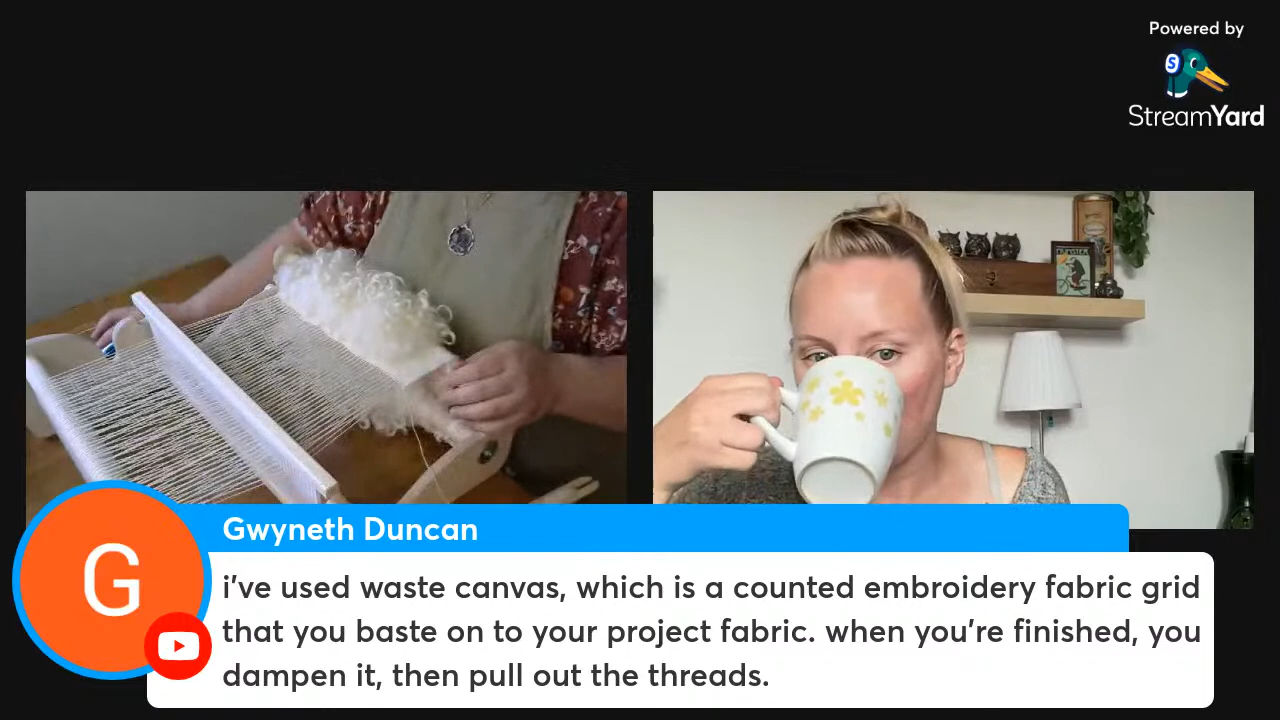 Powered by
S
StreamYard
Gwyneth Duncan
G
i've used waste canvas, which is a counted embroidery fabric grid
that you baste on to your project fabric. when you're finished, you
dampen it, then pull out the threads.